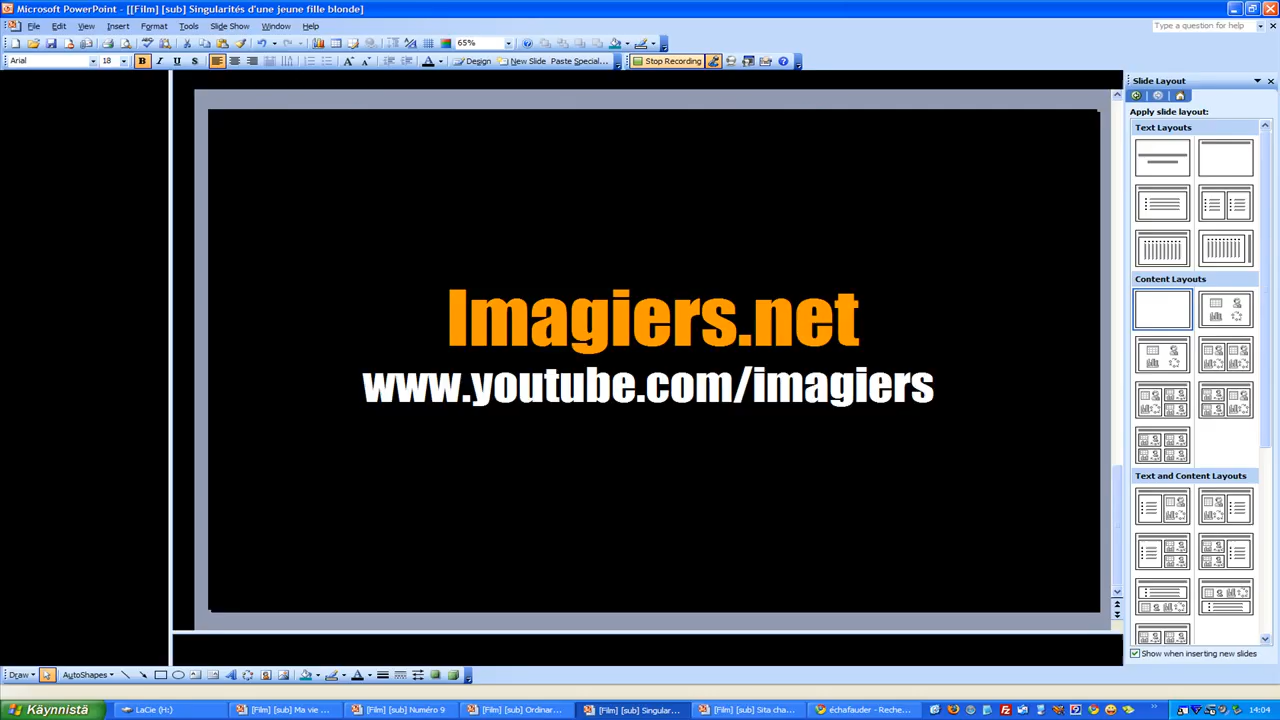 Microsoft PowerPoint - [[Film] [sub] Singularités d'une jeune fille blonde]
File Edit View Insert Format Tools Slide Show Window Help
Type a question for help
65%
Arial 18 B I U S A A A Design New Slide Paste Special... Stop Recording
Slide Layout
Apply slide layout:
Text Layouts
Content Layouts
Text and Content Layouts
Show when inserting new slides
Imagiers.net
www.youtube.com/imagiers
Draw AutoShapes
Käynnistä
LaCie (H:)
[Film] [sub] Ma vie ...
[Film] [sub] Numéro 9
[Film] [sub] Ordinar...
[Film] [sub] Singular...
[Film] [sub] Sita cha...
échafauder - Reche...
14:04